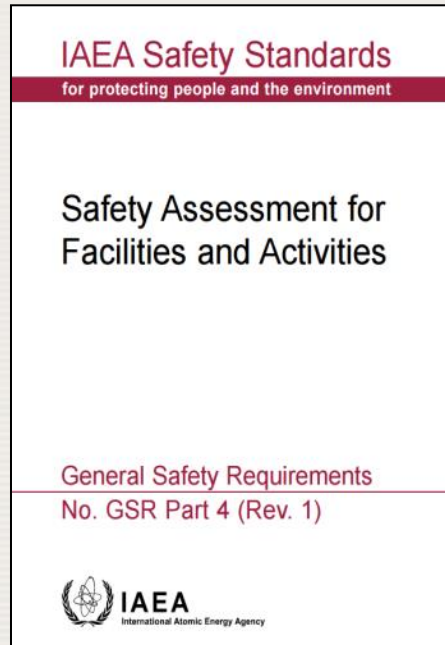 IAEA Safety Standards
for protecting people and the environment
Safety Assessment for
Facilities and Activities
General Safety Requirements
No. GSR Part 4 (Rev. 1)
IAEA
International Atomic Energy Agency